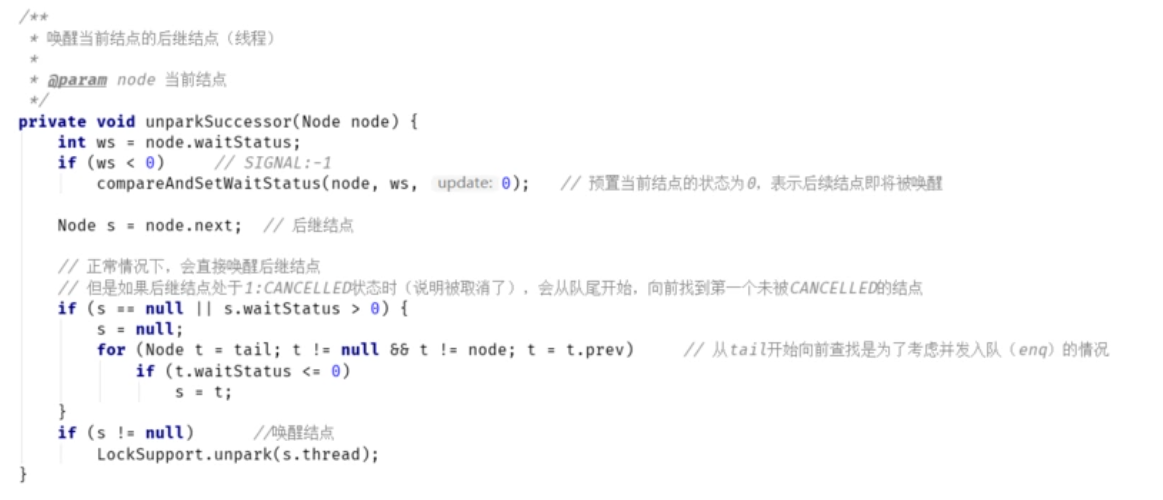 /**
 * 唤醒当前结点的后继结点（线程）
 *
 * @param node 当前结点
 */
private void unparkSuccessor(Node node) {
    int ws = node.waitStatus;
    if (ws < 0)     // SIGNAL:-1
        compareAndSetWaitStatus(node, ws, update: 0);   // 预置当前结点的状态为0, 表示后续结点即将被唤醒

    Node s = node.next;  // 后继结点

    // 正常情况下, 会直接唤醒后继结点
    // 但是如果后继结点处于1:CANCELLED状态时（说明被取消了）, 会从队尾开始, 向前找到第一个未被CANCELLED的结点
    if (s == null || s.waitStatus > 0) {
        s = null;
        for (Node t = tail; t != null && t != node; t = t.prev)     // 从tail开始向前查找是为了考虑并发入队（enq）的情况
            if (t.waitStatus <= 0)
                s = t;
    }
    if (s != null)      //唤醒结点
        LockSupport.unpark(s.thread);
}